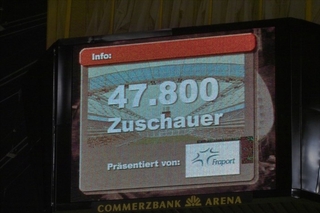 Info:
47.800
Zuschauer
Präsentiert von:
Fraport
COMMERZBANK ARENA